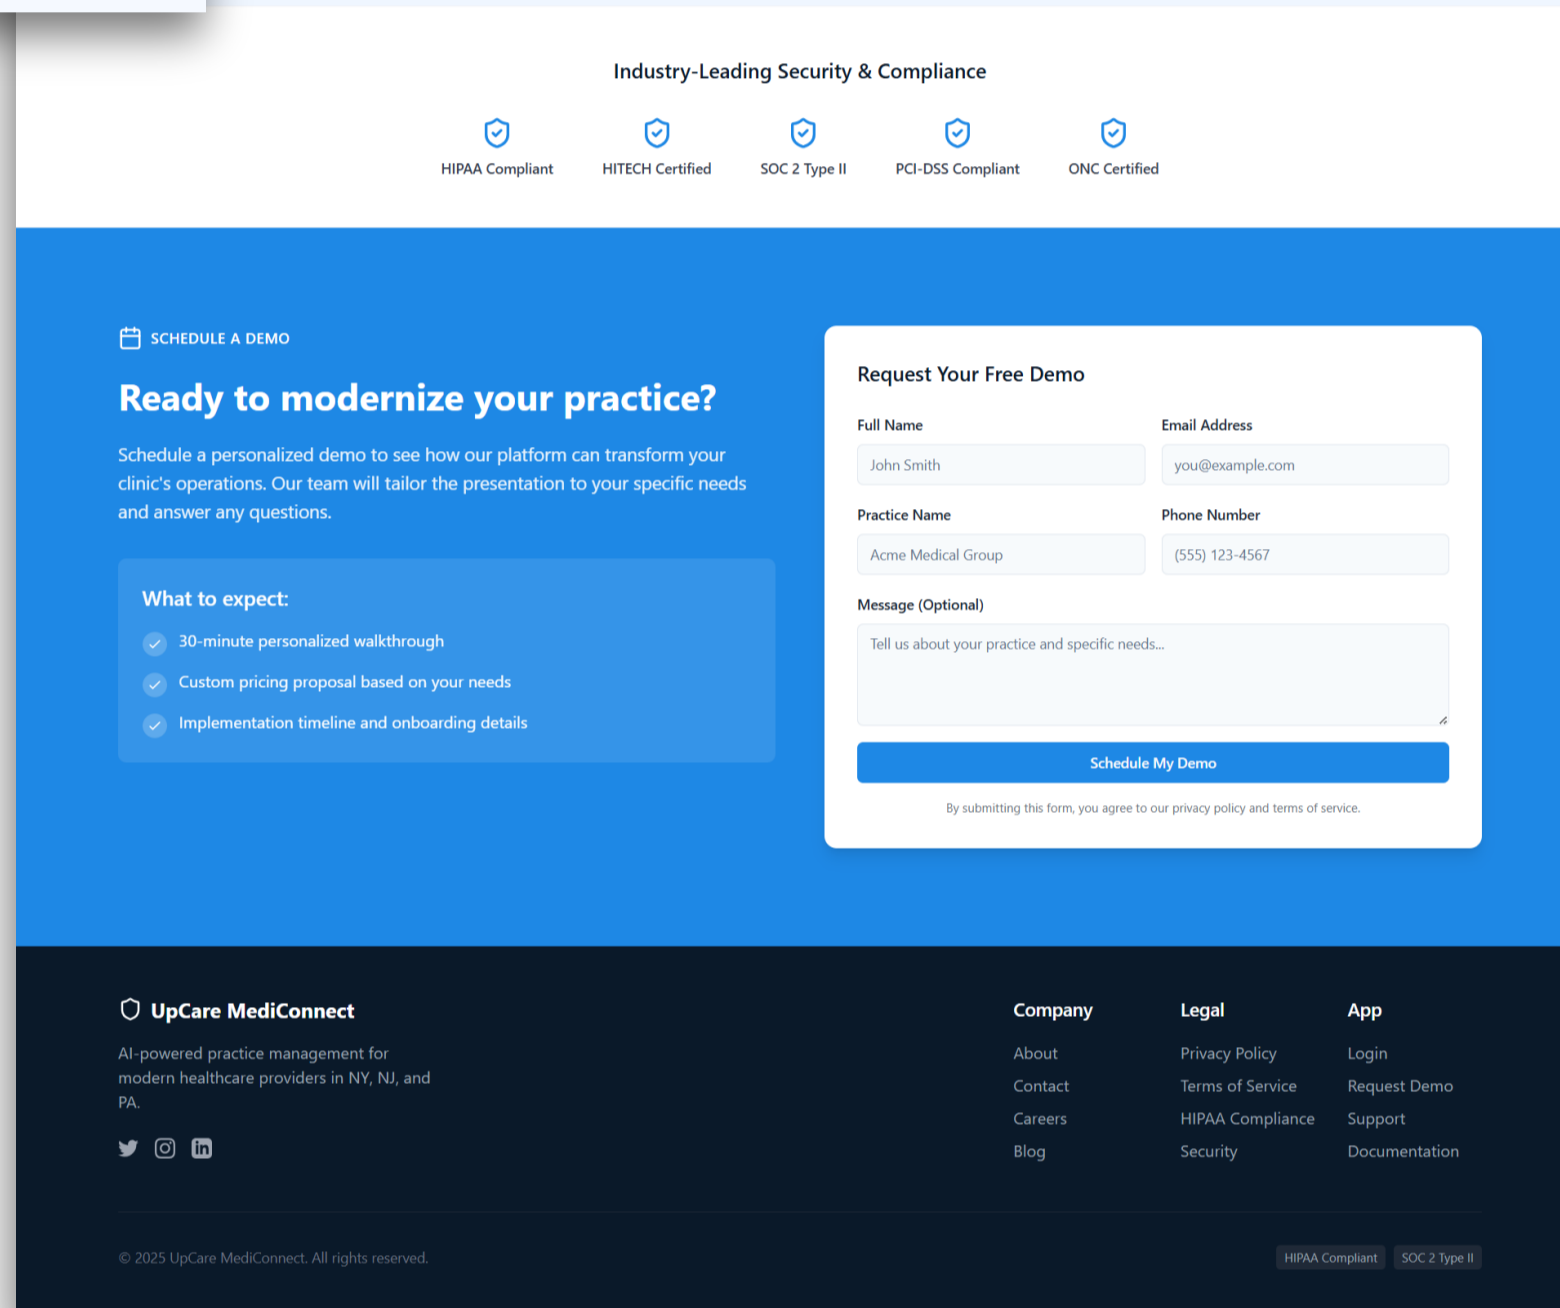 Industry-Leading Security & Compliance
HIPAA Compliant
HITECH Certified
SOC 2 Type II
PCI-DSS Compliant
ONC Certified
SCHEDULE A DEMO
Ready to modernize your practice?
Schedule a personalized demo to see how our platform can transform your
clinic's operations. Our team will tailor the presentation to your specific needs
and answer any questions.
What to expect:
30-minute personalized walkthrough
Custom pricing proposal based on your needs
Implementation timeline and onboarding details
Request Your Free Demo
Full Name
Email Address
John Smith
you@example.com
Practice Name
Phone Number
Acme Medical Group
(555) 123-4567
Message (Optional)
Tell us about your practice and specific needs...
Schedule My Demo
By submitting this form, you agree to our privacy policy and terms of service.
UpCare MediConnect
AI-powered practice management for
modern healthcare providers in NY, NJ, and
PA.
Company
About
Contact
Careers
Blog
Legal
Privacy Policy
Terms of Service
HIPAA Compliance
Security
App
Login
Request Demo
Support
Documentation
© 2025 UpCare MediConnect. All rights reserved.
HIPAA Compliant
SOC 2 Type II